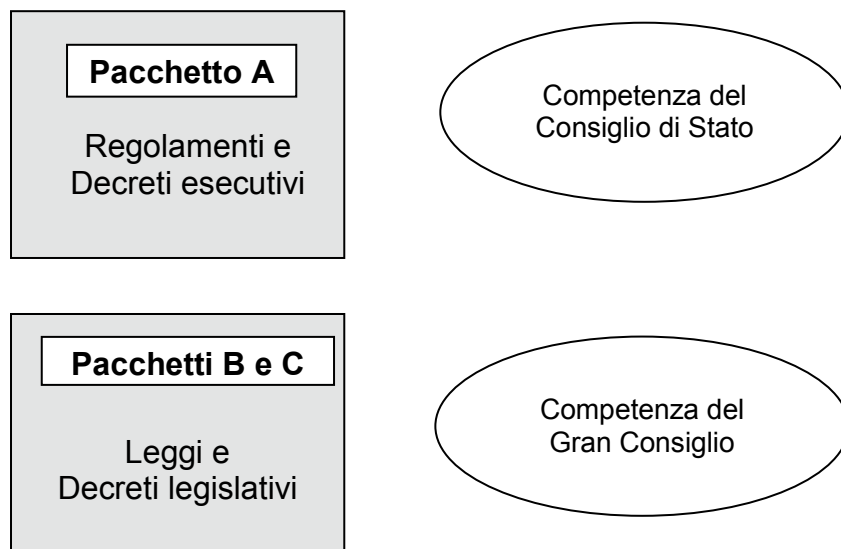 Pacchetto A
Regolamenti e
Decreti esecutivi
Competenza del
Consiglio di Stato
Pacchetti B e C
Leggi e
Decreti legislativi
Competenza del
Gran Consiglio